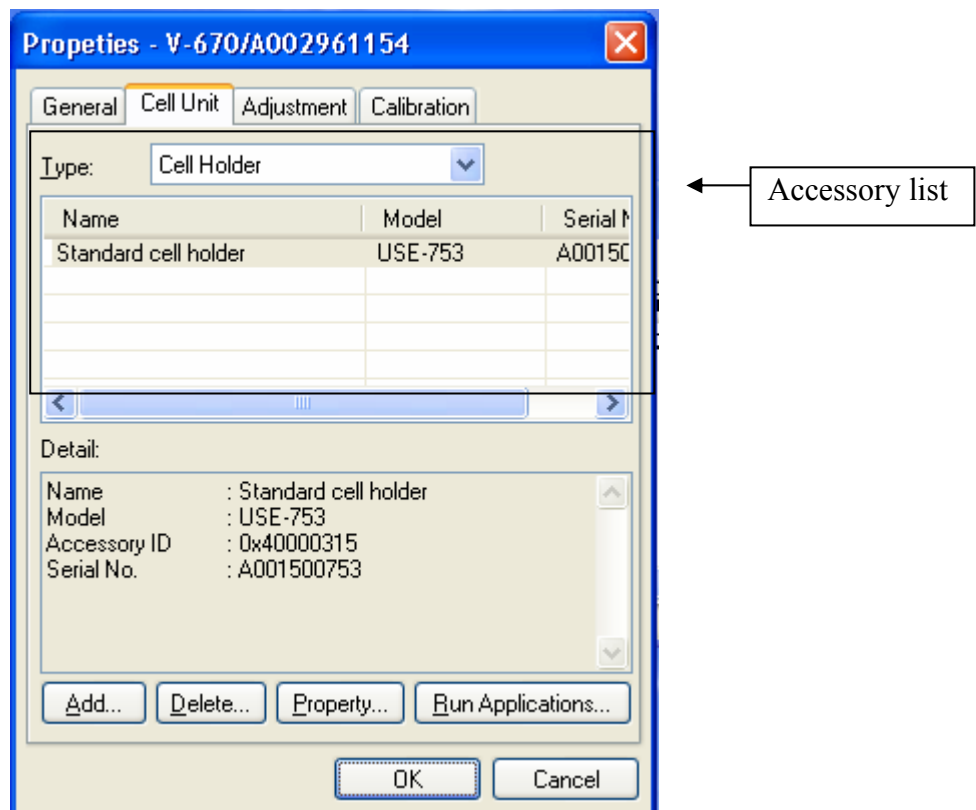 Propeties - V-670/A002961154
General Cell Unit Adjustment Calibration
Type: Cell Holder
Accessory list
Name Model Serial N
Standard cell holder USE-753 A00150
Detail:
Name : Standard cell holder
Model : USE-753
Accessory ID : 0x40000315
Serial No. : A001500753
Add... Delete... Property... Run Applications...
OK Cancel